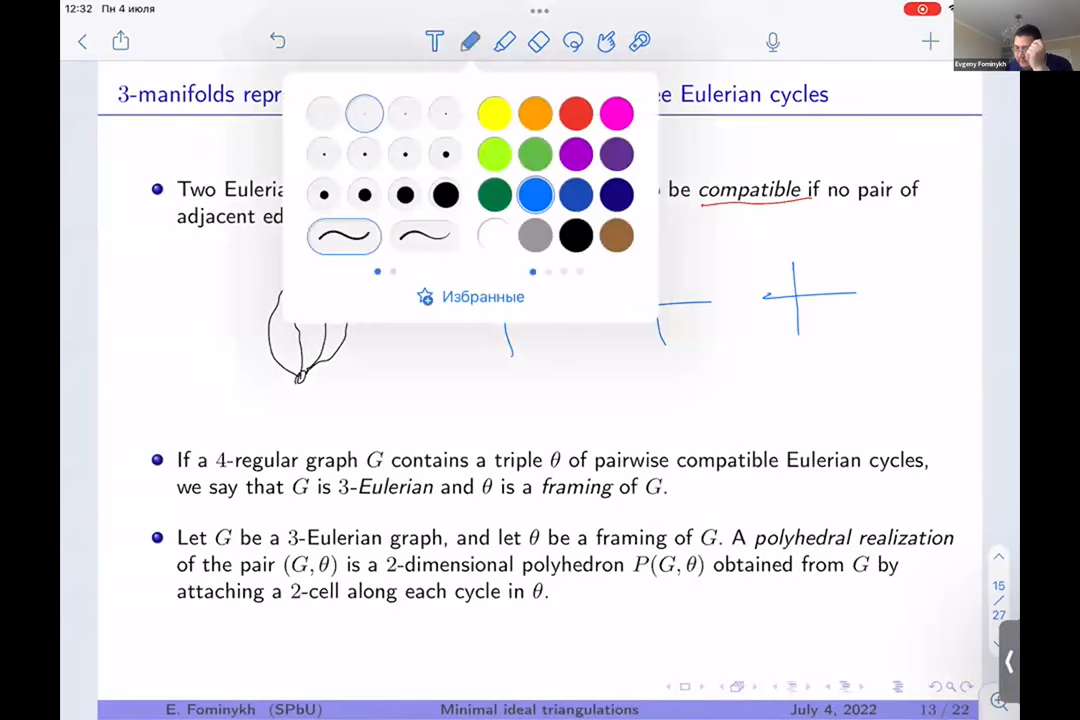 12:32 Пн 4 июля
Evgeny Fominykh
3-manifolds repr
e Eulerian cycles
Two Euleria
be compatible if no pair of
adjacent ed
Избранные
If a 4-regular graph G contains a triple θ of pairwise compatible Eulerian cycles,
we say that G is 3-Eulerian and θ is a framing of G.
Let G be a 3-Eulerian graph, and let θ be a framing of G. A polyhedral realization
of the pair (G, θ) is a 2-dimensional polyhedron P(G, θ) obtained from G by
attaching a 2-cell along each cycle in θ.
15
/
27
E. Fominykh (SPbU)
Minimal ideal triangulations
July 4, 2022
13 / 22